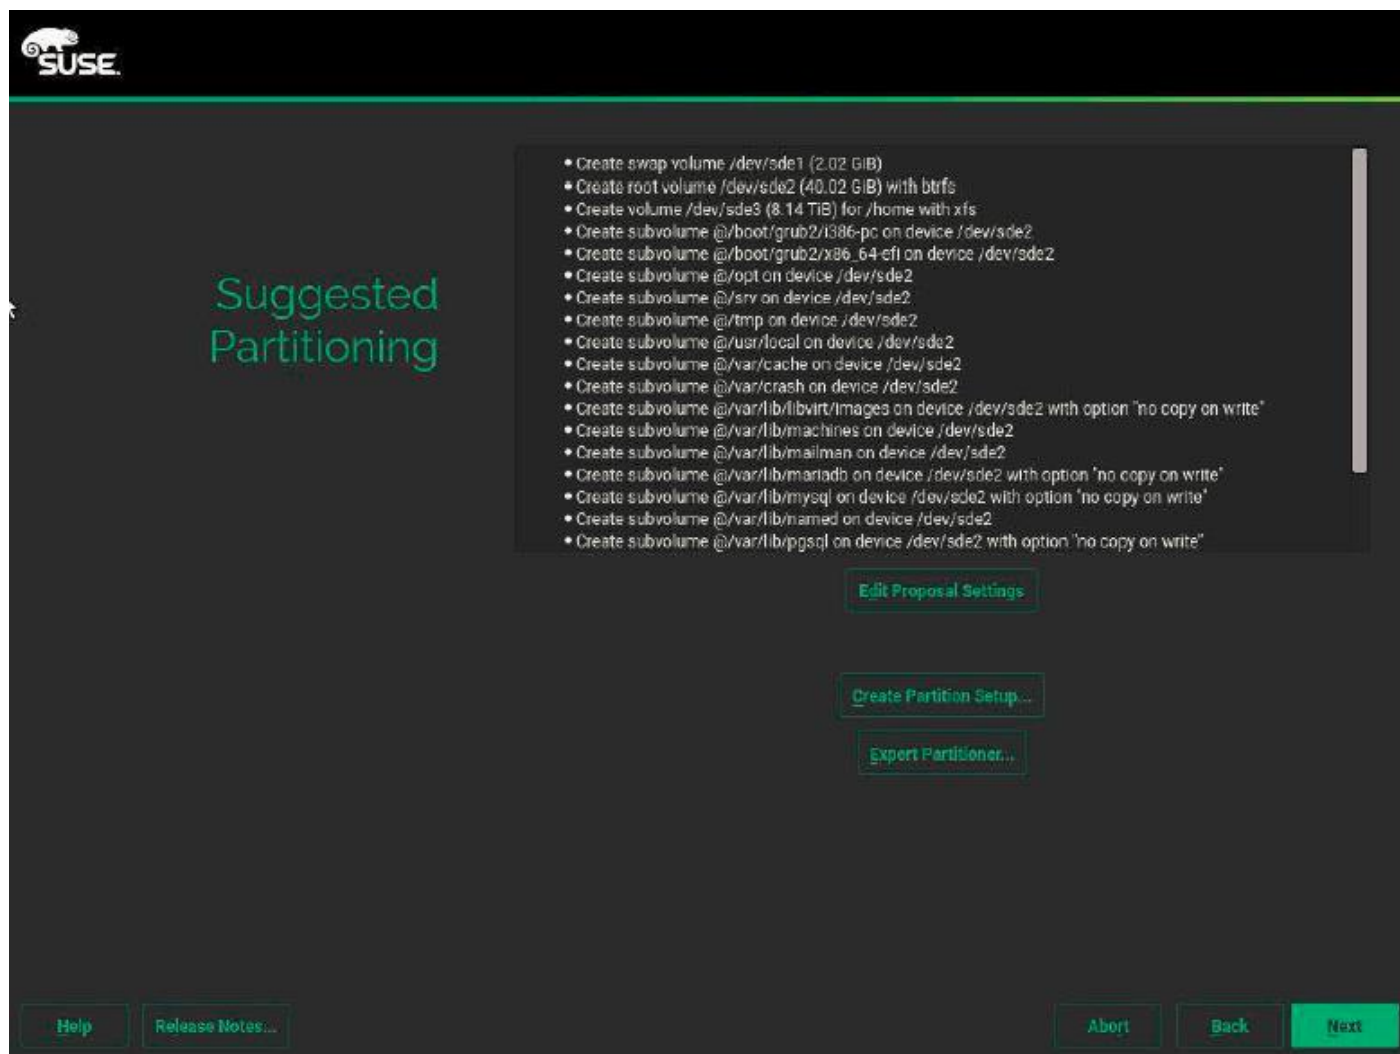 SUSE.
Suggested
Partitioning
• Create swap volume /dev/sde1 (2.02 GiB)
• Create root volume /dev/sde2 (40.02 GiB) with btrfs
• Create volume /dev/sde3 (8.14 TiB) for /home with xfs
• Create subvolume @/boot/grub2/i386-pc on device /dev/sde2
• Create subvolume @/boot/grub2/x86_64-efi on device /dev/sde2
• Create subvolume @/opt on device /dev/sde2
• Create subvolume @/srv on device /dev/sde2
• Create subvolume @/tmp on device /dev/sde2
• Create subvolume @/usr/local on device /dev/sde2
• Create subvolume @/var/cache on device /dev/sde2
• Create subvolume @/var/crash on device /dev/sde2
• Create subvolume @/var/lib/libvirt/images on device /dev/sde2 with option "no copy on write"
• Create subvolume @/var/lib/machines on device /dev/sde2
• Create subvolume @/var/lib/mailman on device /dev/sde2
• Create subvolume @/var/lib/mariadb on device /dev/sde2 with option "no copy on write"
• Create subvolume @/var/lib/mysql on device /dev/sde2 with option "no copy on write"
• Create subvolume @/var/lib/named on device /dev/sde2
• Create subvolume @/var/lib/pgsql on device /dev/sde2 with option "no copy on write"
Edit Proposal Settings
Create Partition Setup...
Expert Partitioner...
Help
Release Notes...
Abort
Back
Next